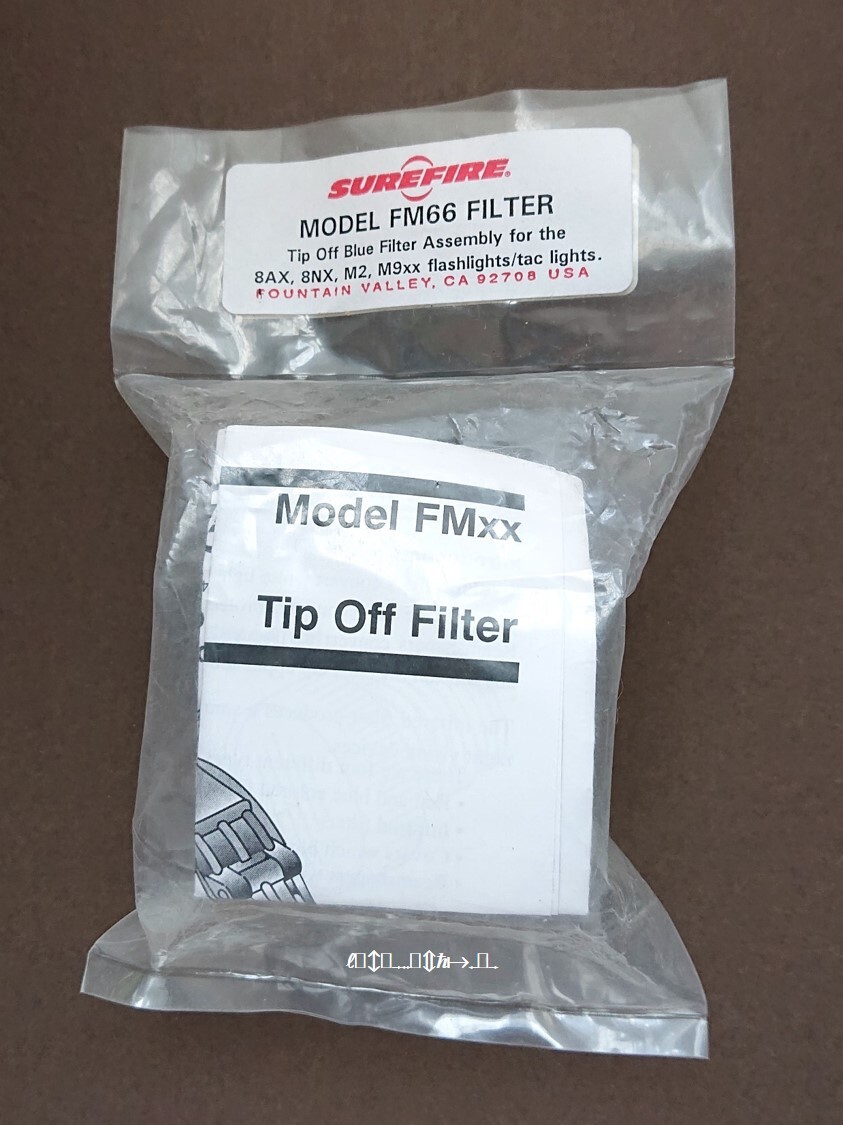 SUREFIRE®
MODEL FM66 FILTER
Tip Off Blue Filter Assembly for the
8AX, 8NX, M2, M9xx flashlights/tac lights.
FOUNTAIN VALLEY, CA 92708 USA
Model FMxx
Tip Off Filter